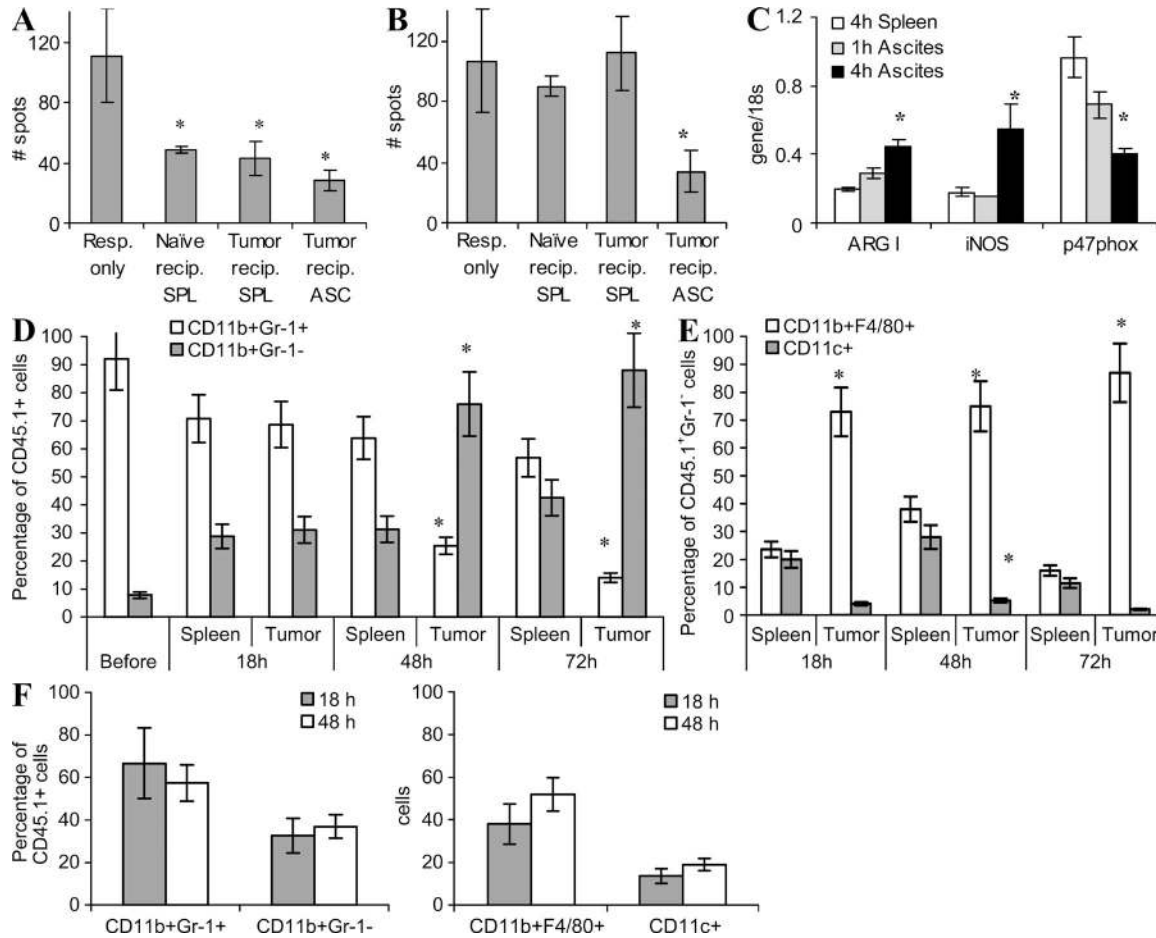 A
# spots
120
80
40
0
Resp. only
Naïve recip. SPL
Tumor recip. SPL
Tumor recip. ASC
*
*
*
B
# spots
120
80
40
0
Resp. only
Naïve recip. SPL
Tumor recip. SPL
Tumor recip. ASC
*
C
4h Spleen
1h Ascites
4h Ascites
gene/18s
1.2
0.8
0.4
0
*
*
*
ARG I
iNOS
p47phox
D
CD11b+Gr-1+
CD11b+Gr-1-
Percentage of CD45.1+ cells
100
90
80
70
60
50
40
30
20
10
0
*
*
*
*
Spleen
Tumor
Spleen
Tumor
Spleen
Tumor
Before
18h
48h
72h
E
CD11b+F4/80+
CD11c+
Percentage of CD45.1+Gr-1- cells
100
90
80
70
60
50
40
30
20
10
0
*
*
*
*
Spleen
Tumor
Spleen
Tumor
Spleen
Tumor
18h
48h
72h
F
18 h
48 h
Percentage of
CD45.1+ cells
100
80
60
40
20
0
CD11b+Gr-1+
CD11b+Gr-1-
18 h
48 h
cells
100
80
60
40
20
0
CD11b+F4/80+
CD11c+